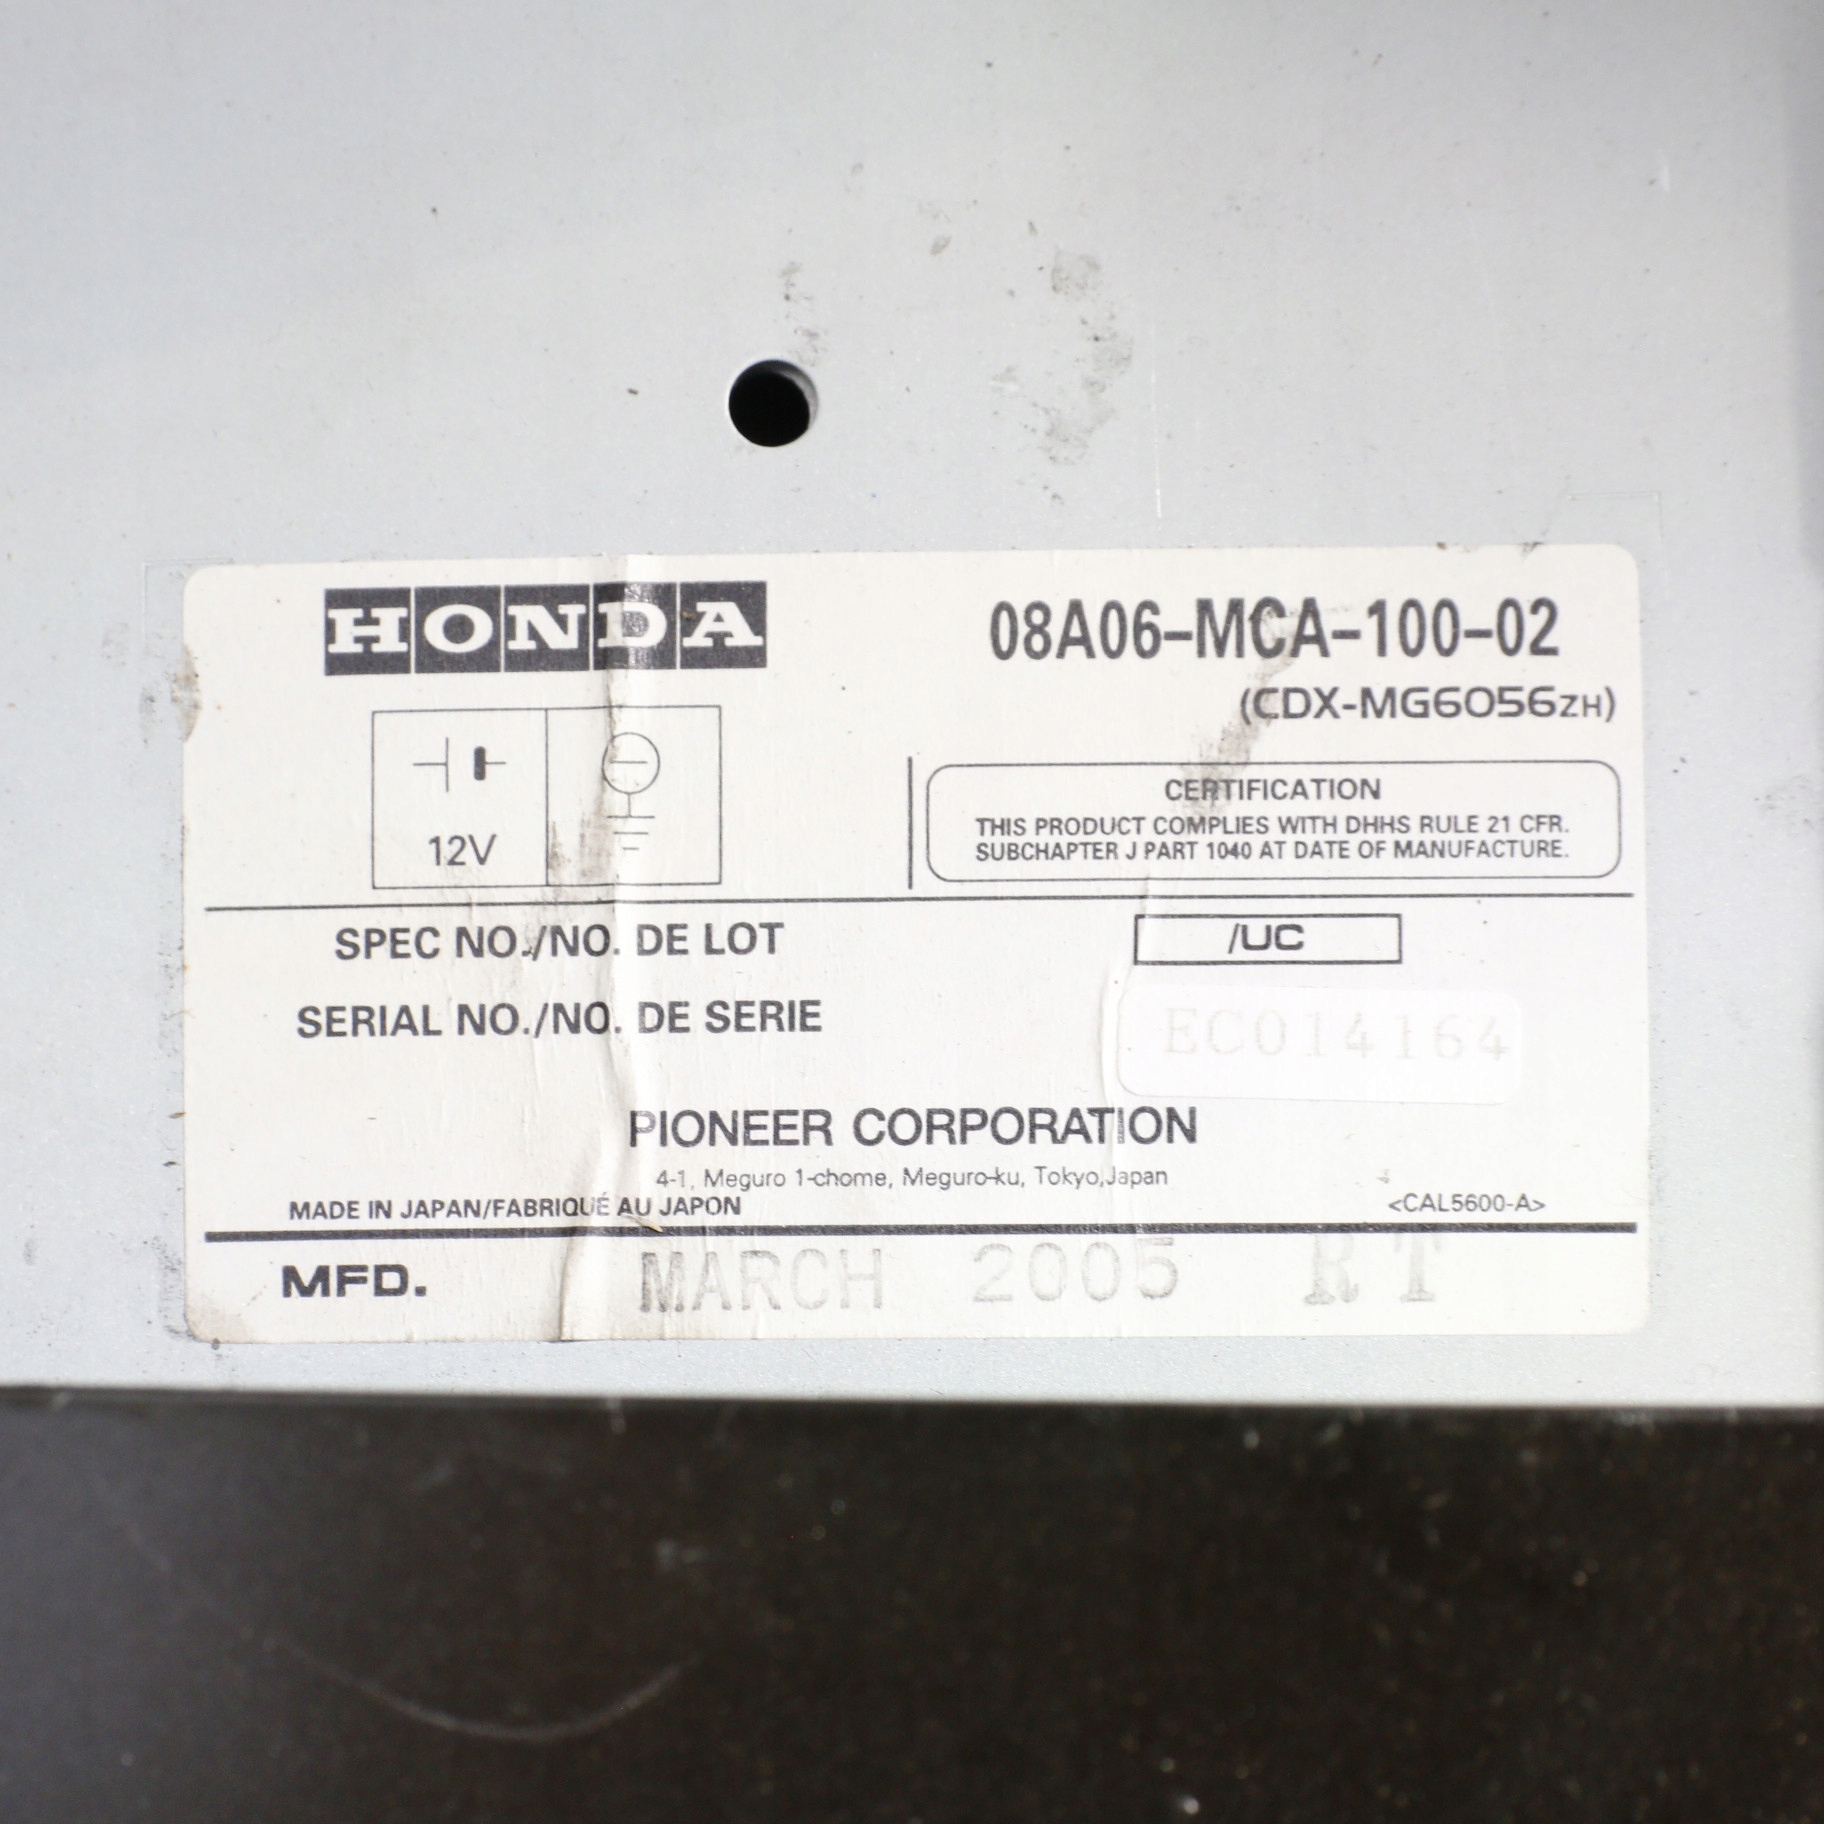 HONDA
08A06-MCA-100-02
(CDX-MG6056ZH)
12V
CERTIFICATION
THIS PRODUCT COMPLIES WITH DHHS RULE 21 CFR.
SUBCHAPTER J PART 1040 AT DATE OF MANUFACTURE.
SPEC NO./NO. DE LOT /UC
SERIAL NO./NO. DE SERIE EC014164
PIONEER CORPORATION
4-1, Meguro 1-chome, Meguro-ku, Tokyo, Japan
MADE IN JAPAN/FABRIQUÉ AU JAPON <CAL5600-A>
MFD. MARCH 2005 RT